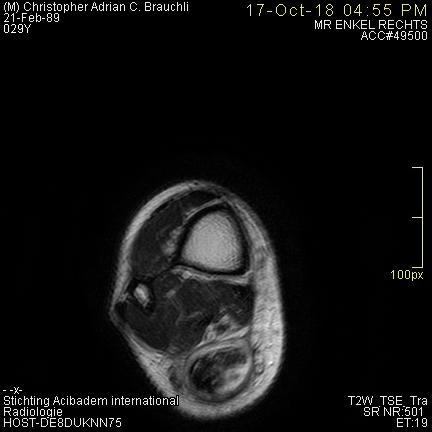 (M) Christopher Adrian C. Brauchli
21-Feb-89
029Y
17-Oct-18 04:55 PM
MR ENKEL RECHTS
ACC#49500
100px
--x-
Stichting Acibadem international
Radiologie
HOST-DE8DUKNN75
T2W_TSE_Tra
SR NR:501
ET:19